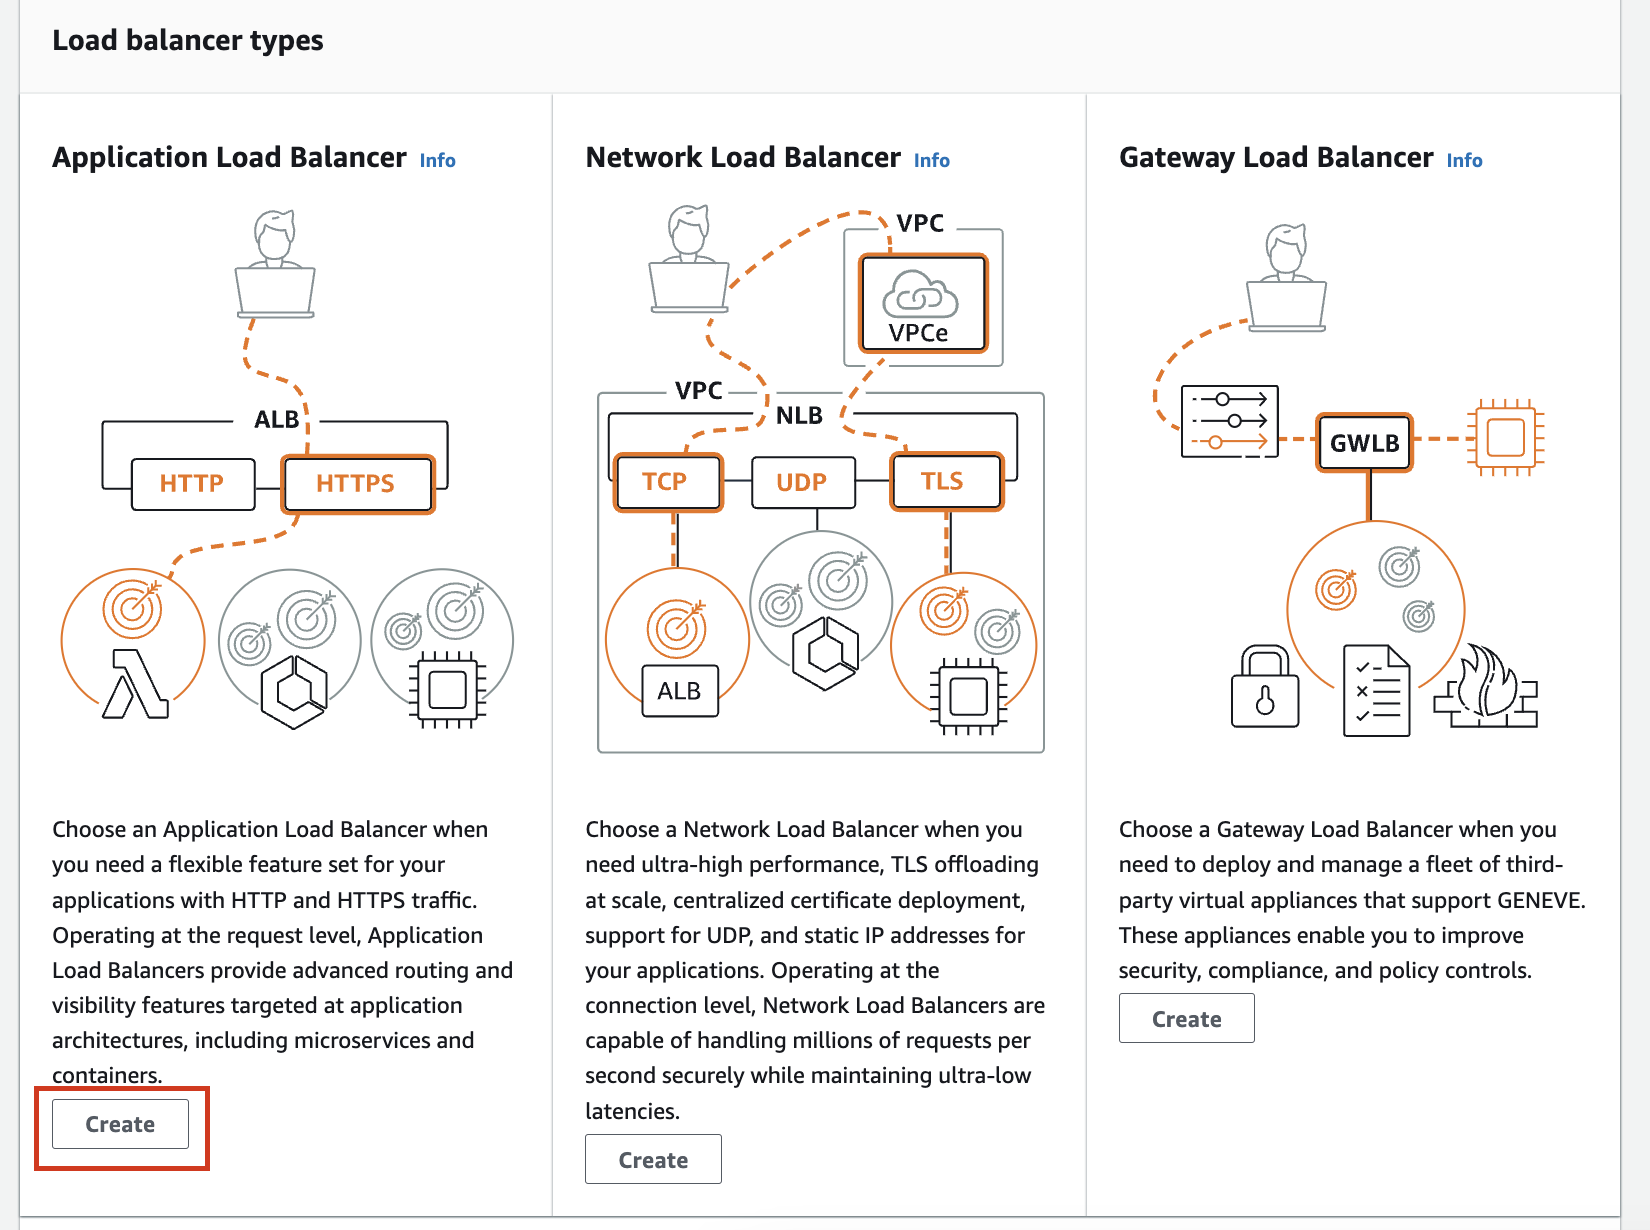 Load balancer types
Application Load Balancer Info
ALB
HTTP
HTTPS
Choose an Application Load Balancer when
you need a flexible feature set for your
applications with HTTP and HTTPS traffic.
Operating at the request level, Application
Load Balancers provide advanced routing and
visibility features targeted at application
architectures, including microservices and
containers.
Create
Network Load Balancer Info
VPC
VPCe
VPC
NLB
TCP
UDP
TLS
ALB
Choose a Network Load Balancer when you
need ultra-high performance, TLS offloading
at scale, centralized certificate deployment,
support for UDP, and static IP addresses for
your applications. Operating at the
connection level, Network Load Balancers are
capable of handling millions of requests per
second securely while maintaining ultra-low
latencies.
Create
Gateway Load Balancer Info
GWLB
Choose a Gateway Load Balancer when you
need to deploy and manage a fleet of third-
party virtual appliances that support GENEVE.
These appliances enable you to improve
security, compliance, and policy controls.
Create